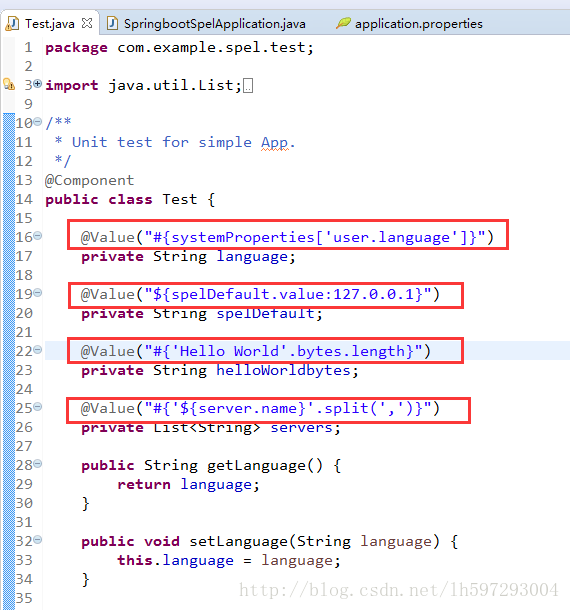 Test.java SpringbootSpelApplication.java application.properties
1 package com.example.spel.test;
2
3 import java.util.List;
9
10 /**
11 * Unit test for simple App.
12 */
13 @Component
14 public class Test {
15
16 @Value("#{systemProperties['user.language']}")
17 private String language;
18
19 @Value("${spelDefault.value:127.0.0.1}")
20 private String spelDefault;
21
22 @Value("#{'Hello World'.bytes.length}")
23 private String helloWorldbytes;
24
25 @Value("#{'${server.name}'.split(',')}")
26 private List<String> servers;
27
28 public String getLanguage() {
29 return language;
30 }
31
32 public void setLanguage(String language) {
33 this.language = language;
34 }
35
http://blog.csdn.net/lh597293004